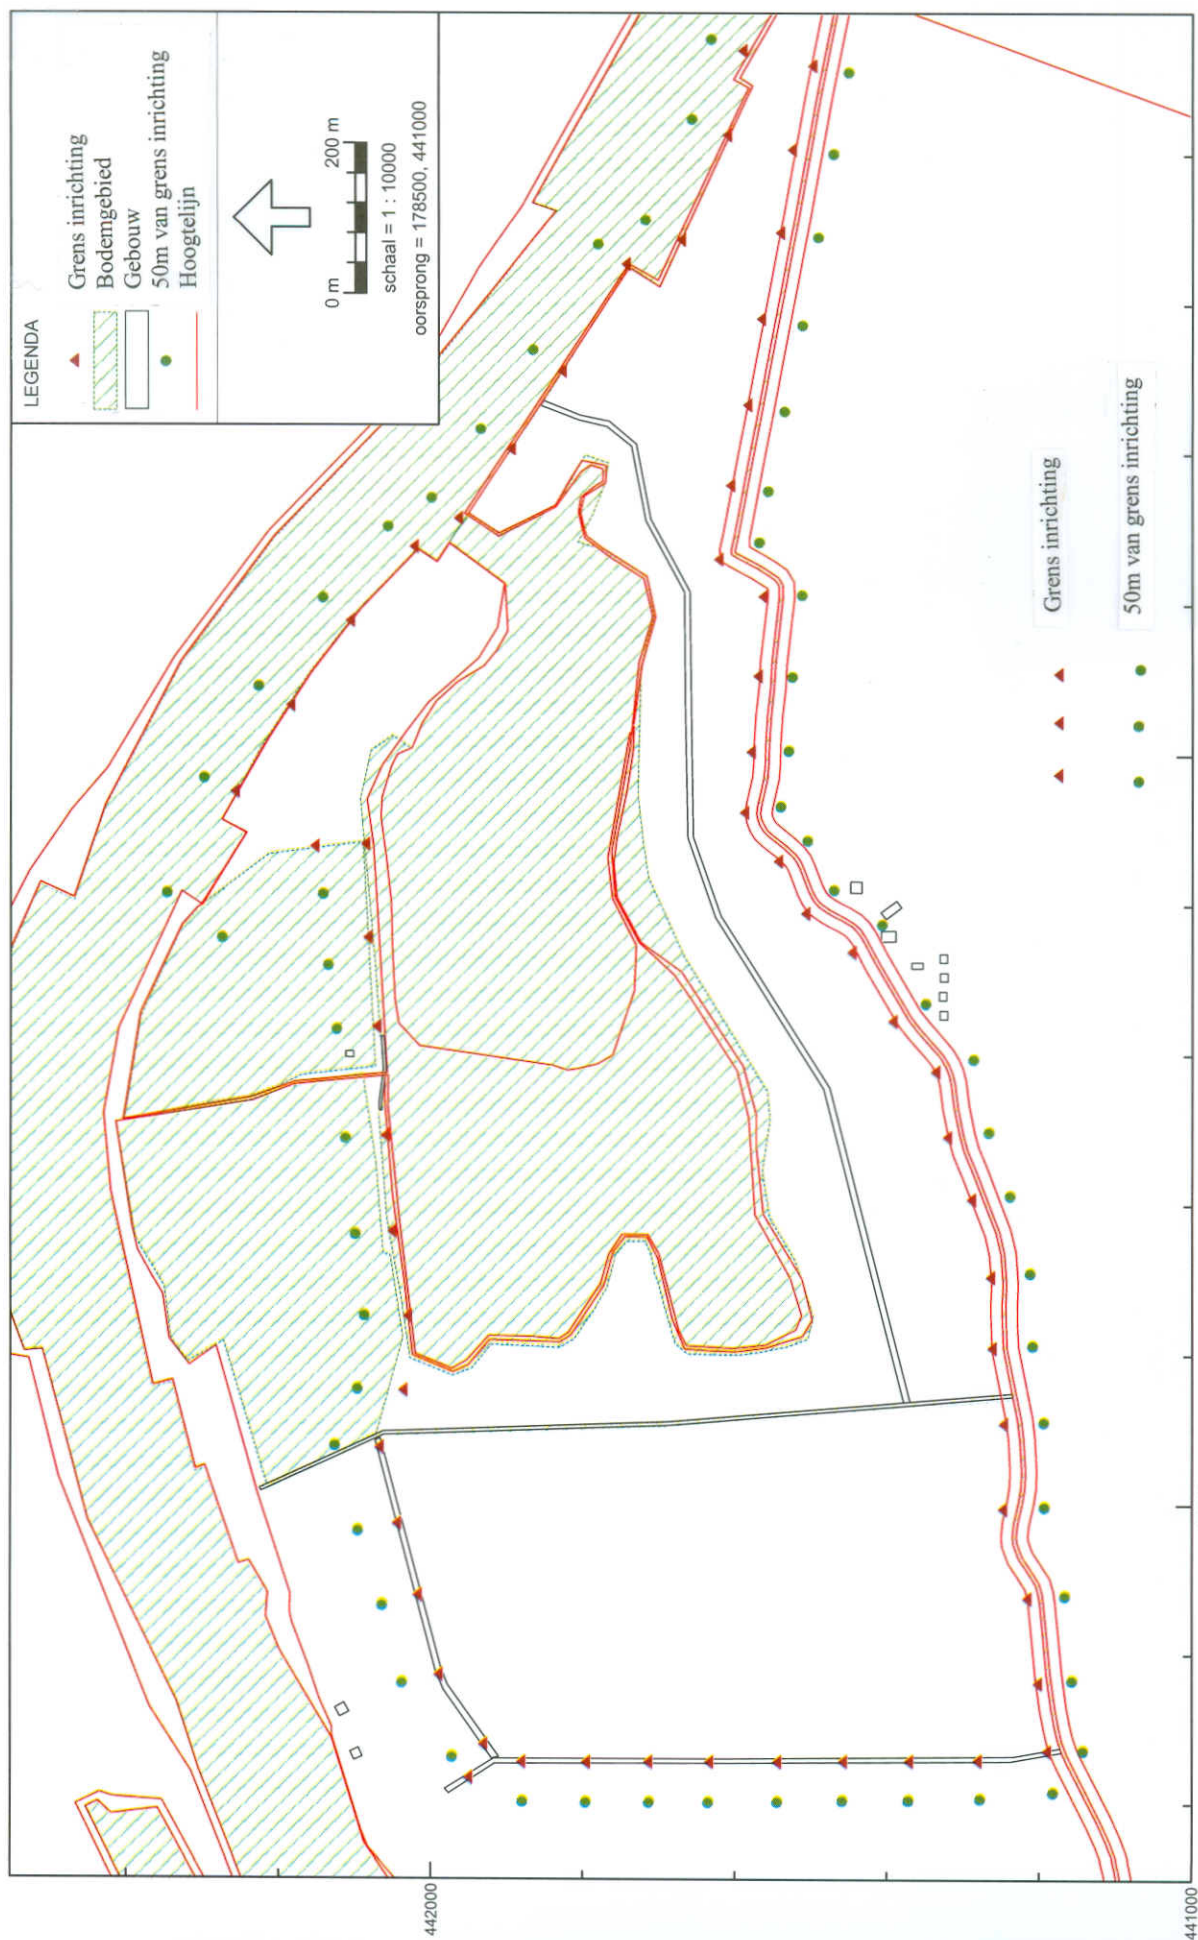 LEGENDA
Grens inrichting
Bodemgebied
Gebouw
50m van grens inrichting
Hoogtelijn
0 m 200 m
schaal = 1 : 10000
oorsprong = 178500, 441000
Grens inrichting
50m van grens inrichting
442000
441000